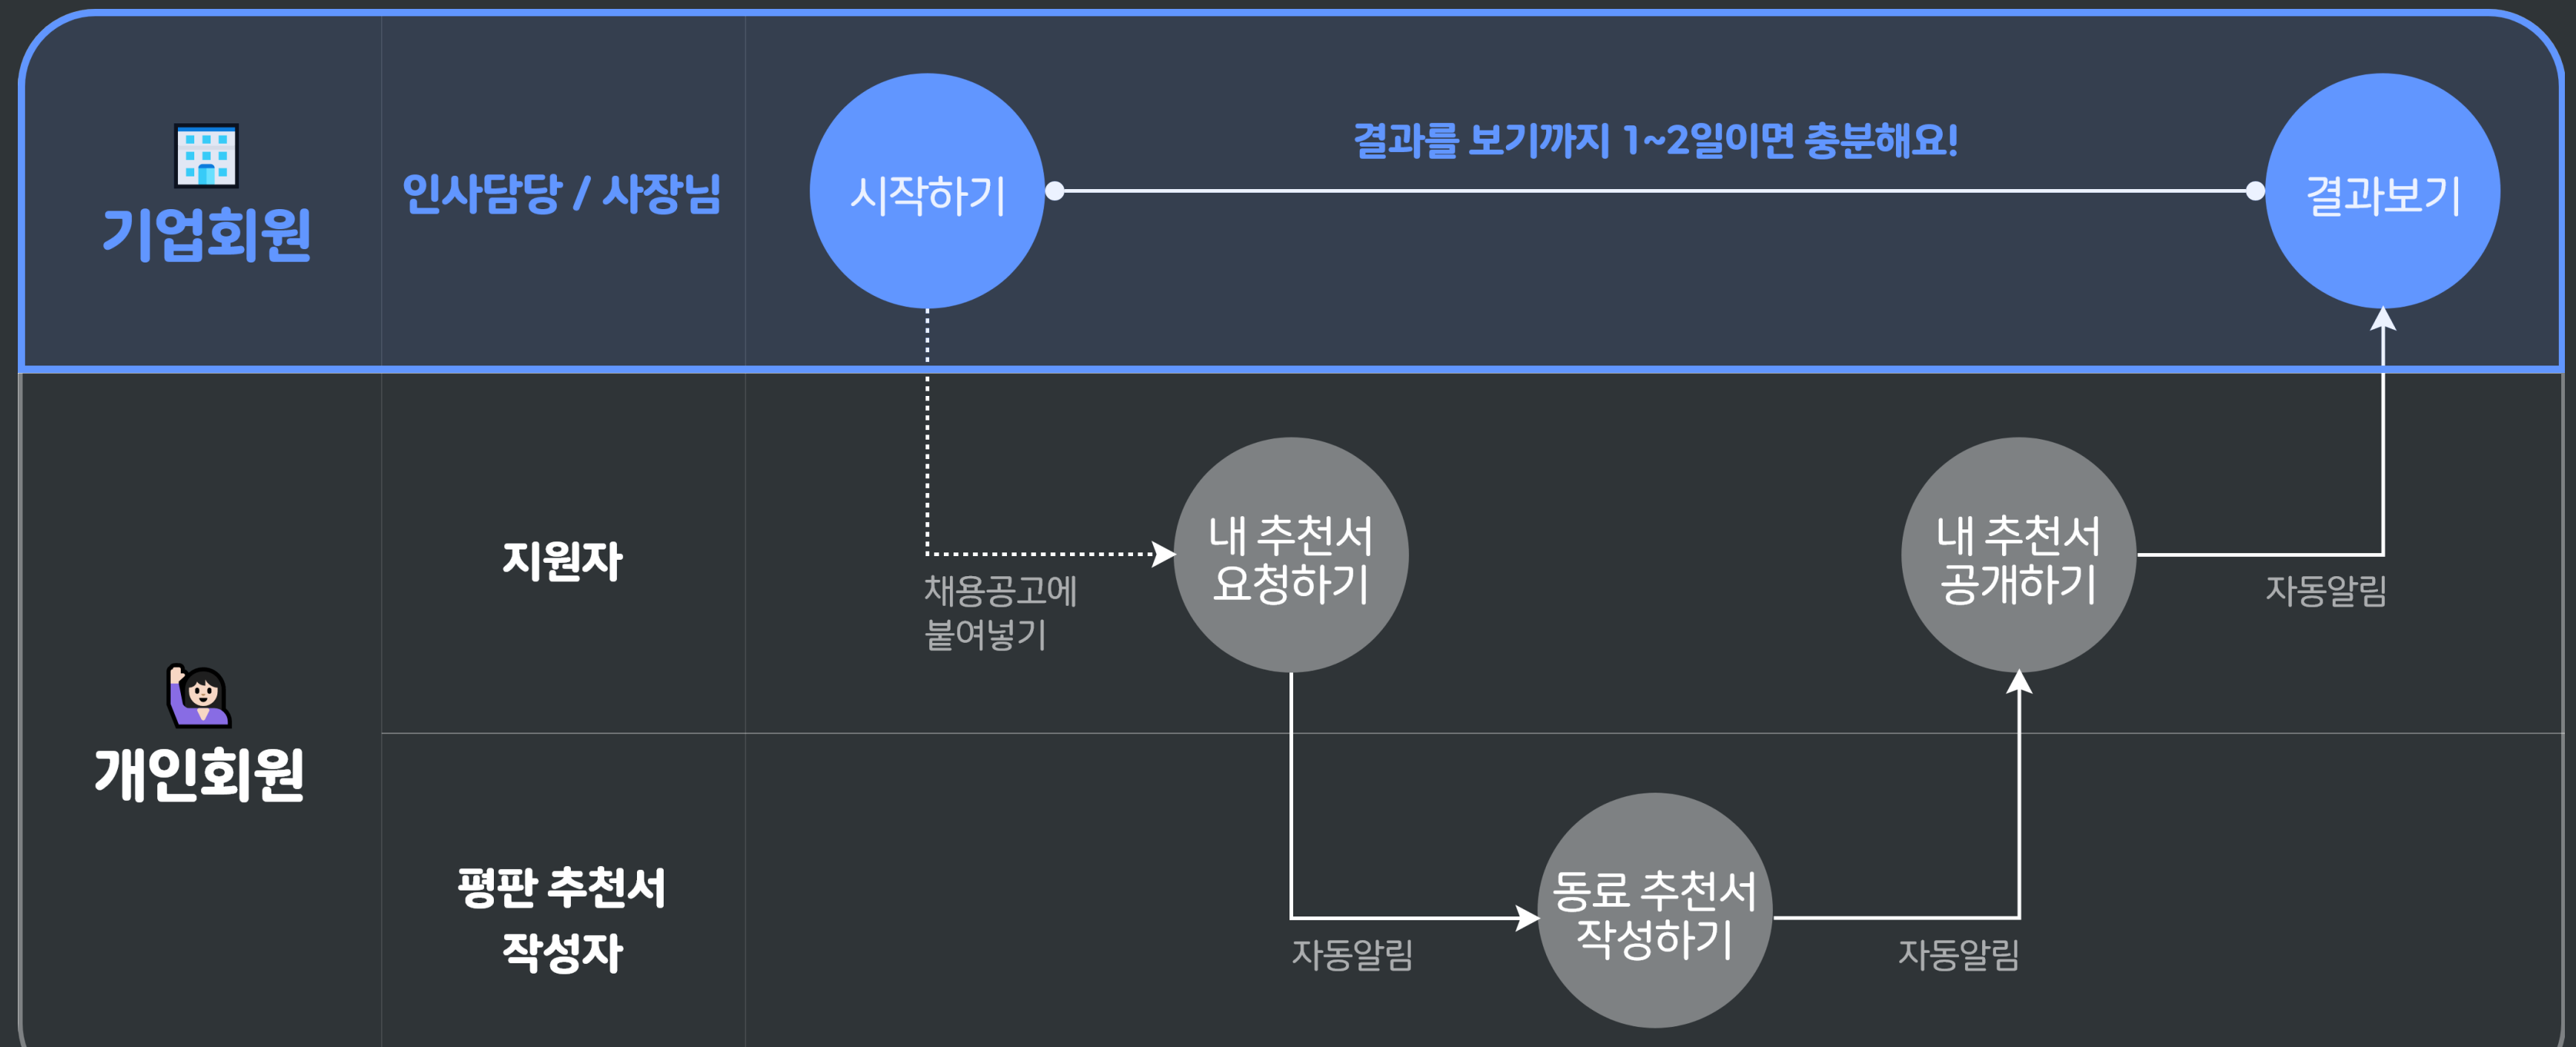 기업회원
인사담당 / 사장님
시작하기
결과를 보기까지 1~2일이면 충분해요!
결과보기
개인회원
지원자
채용공고에
붙여넣기
내 추천서
요청하기
내 추천서
공개하기
자동알림
평판 추천서
작성자
자동알림
동료 추천서
작성하기
자동알림